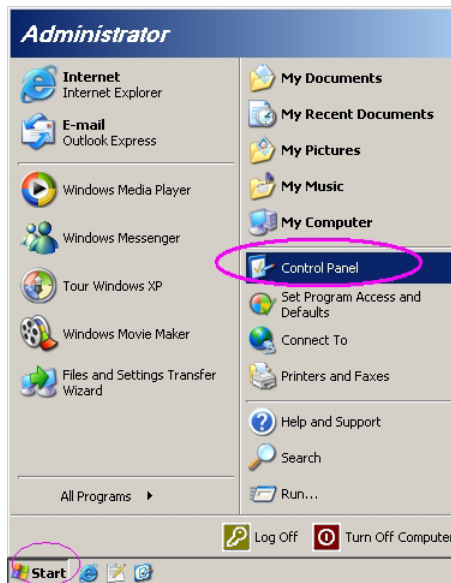 Administrator
Internet
Internet Explorer
E-mail
Outlook Express
Windows Media Player
Windows Messenger
Tour Windows XP
Windows Movie Maker
Files and Settings Transfer
Wizard
All Programs
My Documents
My Recent Documents
My Pictures
My Music
My Computer
Control Panel
Set Program Access and
Defaults
Connect To
Printers and Faxes
Help and Support
Search
Run...
Log Off
Turn Off Computer
Start